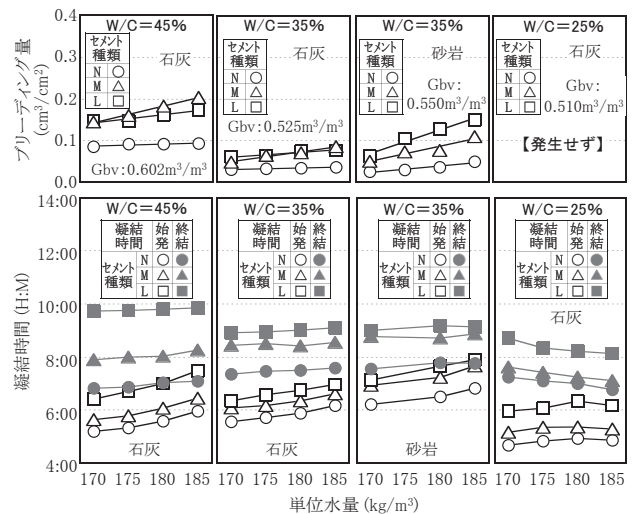 ブリーディング量
(cm³/cm²)
0.4
0.3
0.2
0.1
0.0
W/C=45%
セメント
種類
N
M
L
石灰
Gbv:0.602m³/m³
W/C=35%
セメント
種類
N
M
L
石灰
Gbv:0.525m³/m³
W/C=35%
セメント
種類
N
M
L
砂岩
Gbv:
0.550m³/m³
W/C=25%
石灰
Gbv:
0.510m³/m³
【発生せず】
凝結時間 (H:M)
14:00
12:00
10:00
8:00
6:00
4:00
W/C=45%
凝結
時間
始発
終結
セメント
種類
N
M
L
石灰
170 175 180 185
W/C=35%
凝結
時間
始発
終結
セメント
種類
N
M
L
石灰
170 175 180 185
W/C=35%
凝結
時間
始発
終結
セメント
種類
N
M
L
砂岩
170 175 180 185
W/C=25%
凝結
時間
始発
終結
セメント
種類
N
M
L
石灰
170 175 180 185
単位水量 (kg/m³)